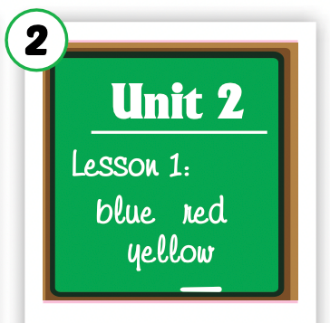 2
Unit 2
Lesson 1:
blue red
yellow